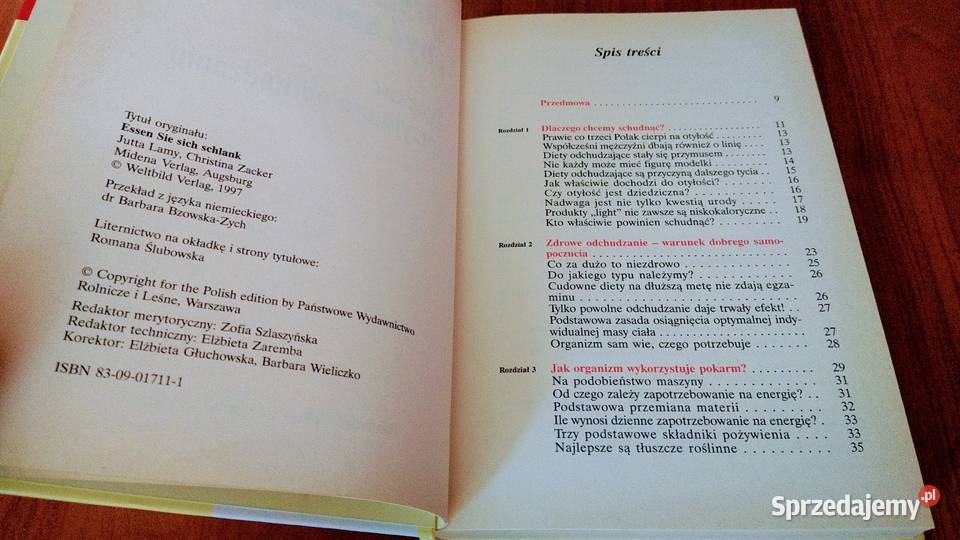 Tytuł oryginału:
Essen Sie sich schlank
Jutta Lamy, Christina Zacker
Midena Verlag, Augsburg
© Weltbild Verlag, 1997
Przekład z języka niemieckiego:
dr Barbara Bzowska-Zych
Liternictwo na okładkę i strony tytułowe:
Romana Ślubowska
© Copyright for the Polish edition by Państwowe Wydawnictwo
Rolnicze i Leśne, Warszawa
Redaktor merytoryczny: Zofia Szlaszyńska
Redaktor techniczny: Elżbieta Zaremba
Korektor: Elżbieta Głuchowska, Barbara Wieliczko
ISBN 83-09-01711-1
Spis treści
Przedmowa . . . . . . . . . . . . . . . . . . . . . . . . . . . . 9
Rozdział 1 Dlaczego chcemy schudnąć? . . . . . . . . . . . . . . . . 11
Prawie co trzeci Polak cierpi na otyłość . . . . 13
Współcześni mężczyźni dbają również o linię . . . . 13
Diety odchudzające stały się przymusem . . . . . . . 13
Nie każdy może mieć figurę modelki . . . . . . . . . 14
Diety odchudzające są przyczyną dalszego tycia . . 15
Jak właściwie dochodzi do otyłości? . . . . . . . . 16
Czy otyłość jest dziedziczna? . . . . . . . . . . . 16
Nadwaga jest nie tylko kwestią urody . . . . . . . 17
Produkty „light” nie zawsze są niskokaloryczne . . 18
Kto właściwie powinien schudnąć? . . . . . . . . . 19
Rozdział 2 Zdrowe odchudzanie – warunek dobrego samo-
poczucia . . . . . . . . . . . . . . . . . . . . . . . . 23
Co za dużo to niezdrowo . . . . . . . . . . . . 25
Do jakiego typu należymy? . . . . . . . . . . . 26
Cudowne diety na dłuższą metę nie zdają egza-
minu . . . . . . . . . . . . . . . . . . . . . . . . 26
Tylko powolne odchudzanie daje trwały efekt! . . 27
Podstawowa zasada osiągnięcia optymalnej indy-
widualnej masy ciała . . . . . . . . . . . . . . . 27
Organizm sam wie, czego potrzebuje . . . . . 28
Rozdział 3 Jak organizm wykorzystuje pokarm? . . . . . . . . . 29
Na podobieństwo maszyny . . . . . . . . . . . . 31
Od czego zależy zapotrzebowanie na energię? . . 31
Podstawowa przemiana materii . . . . . . . . . 32
Ile wynosi dzienne zapotrzebowanie na energię? . 33
Trzy podstawowe składniki pożywienia . . . . 33
Najlepsze są tłuszcze roślinne . . . . . . . . . . 35
Sprzedajemy.pl